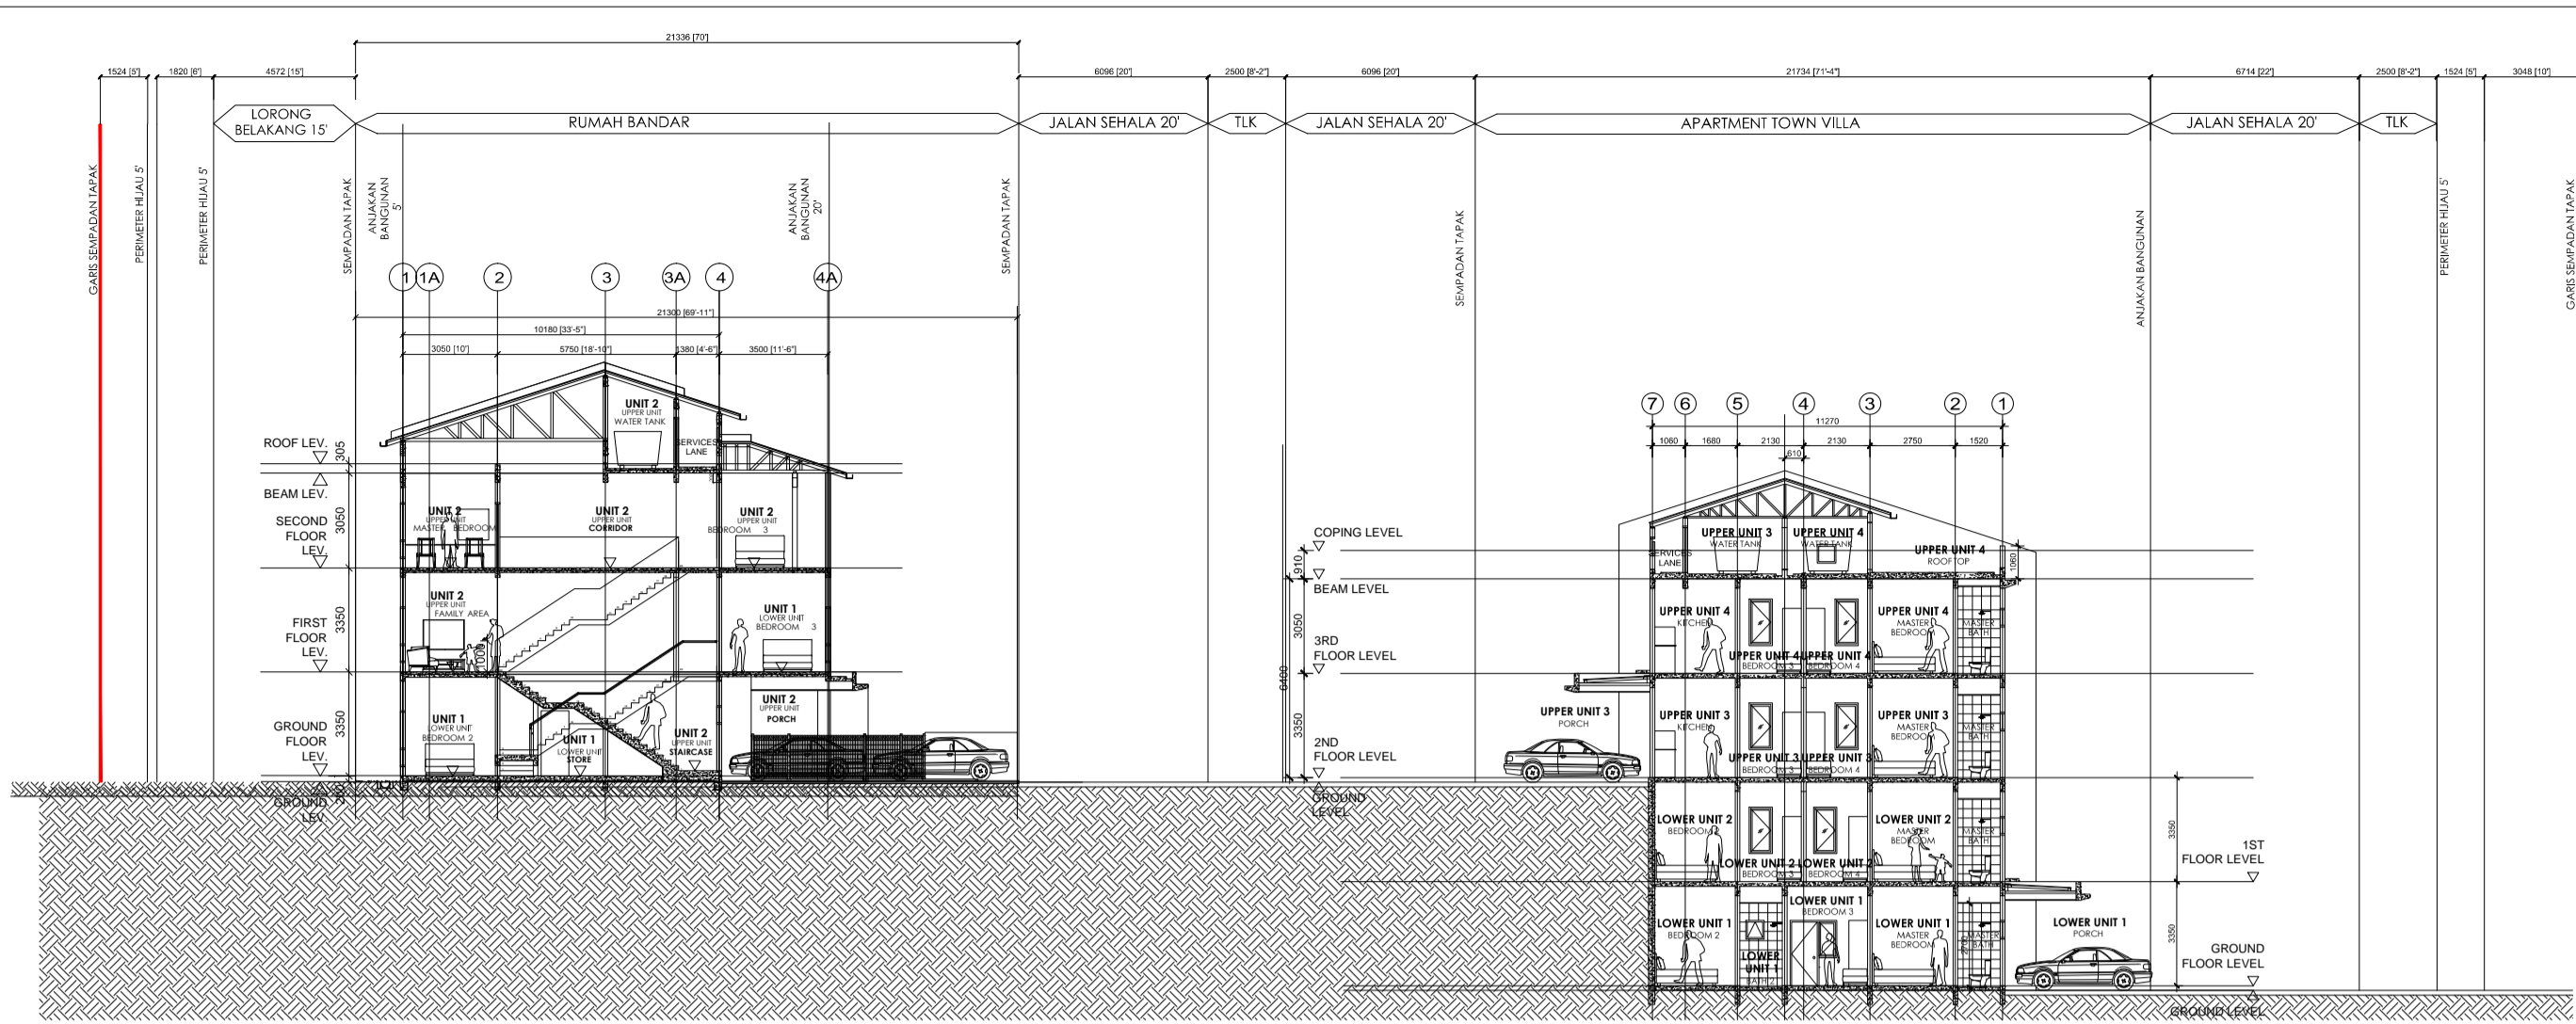 21336 [70']
1524 [5']
1820 [6']
4572 [15']
6096 [20']
2500 [8'-2"]
6096 [20']
21734 [71'-4"]
6714 [22']
2500 [8'-2"]
1524 [5']
3048 [10']
LORONG
BELAKANG 15'
RUMAH BANDAR
JALAN SEHALA 20'
TLK
JALAN SEHALA 20'
APARTMENT TOWN VILLA
JALAN SEHALA 20'
TLK
GARIS SEMPADAN TAPAK
PERIMETER HIJAU 5'
PERIMETER HIJAU 5'
SEMPADAN TAPAK
ANJAKAN
BANGUNAN
5'
ANJAKAN
BANGUNAN
20'
SEMPADAN TAPAK
SEMPADAN TAPAK
ANJAKAN BANGUNAN
PERIMETER HIJAU 5'
GARIS SEMPADAN TAPAK
1
1A
2
3
3A
4
4A
21300 [69'-11"]
10180 [33'-5"]
3050 [10']
5750 [18'-10"]
1380 [4'-6"]
3500 [11'-6"]
UNIT 2
UPPER UNIT
WATER TANK
SERVICES
LANE
ROOF LEV.
305
BEAM LEV.
SECOND
FLOOR
LEV.
3050
UNIT 2
UPPER UNIT
MASTER BEDROOM
UNIT 2
UPPER UNIT
CORRIDOR
UNIT 2
UPPER UNIT
BEDROOM 3
FIRST
FLOOR
LEV.
3350
UNIT 2
UPPER UNIT
FAMILY AREA
1000
UNIT 1
LOWER UNIT
BEDROOM 3
GROUND
FLOOR
LEV.
3350
UNIT 1
LOWER UNIT
BEDROOM 2
UNIT 1
LOWER UNIT
STORE
UNIT 2
UPPER UNIT
STAIRCASE
UNIT 2
UPPER UNIT
PORCH
GROUND
LEV.
7
6
5
4
3
2
1
11270
1060
1680
2130
2130
2750
1520
610
COPING LEVEL
910
BEAM LEVEL
3050
3RD
FLOOR LEVEL
6400
3350
2ND
FLOOR LEVEL
GROUND
LEVEL
SERVICES
LANE
UPPER UNIT 3
WATER TANK
UPPER UNIT 4
WATER TANK
UPPER UNIT 4
ROOF TOP
1060
UPPER UNIT 4
KITCHEN
UPPER UNIT 4
BEDROOM 3
UPPER UNIT 4
BEDROOM 4
UPPER UNIT 4
MASTER
BEDROOM
MASTER
BATH
UPPER UNIT 3
PORCH
UPPER UNIT 3
KITCHEN
UPPER UNIT 3
BEDROOM 3
UPPER UNIT 3
BEDROOM 4
UPPER UNIT 3
MASTER
BEDROOM
MASTER
BATH
LOWER UNIT 2
BEDROOM 2
LOWER UNIT 2
BEDROOM 3
LOWER UNIT 2
BEDROOM 4
LOWER UNIT 2
MASTER
BEDROOM
MASTER
BATH
3350
1ST
FLOOR LEVEL
LOWER UNIT 1
BEDROOM 2
LOWER
UNIT 1
BATH 2
LOWER UNIT 1
BEDROOM 3
LOWER UNIT 1
MASTER
BEDROOM
MASTER
BATH
LOWER UNIT 1
PORCH
3350
GROUND
FLOOR LEVEL
GROUND LEVEL